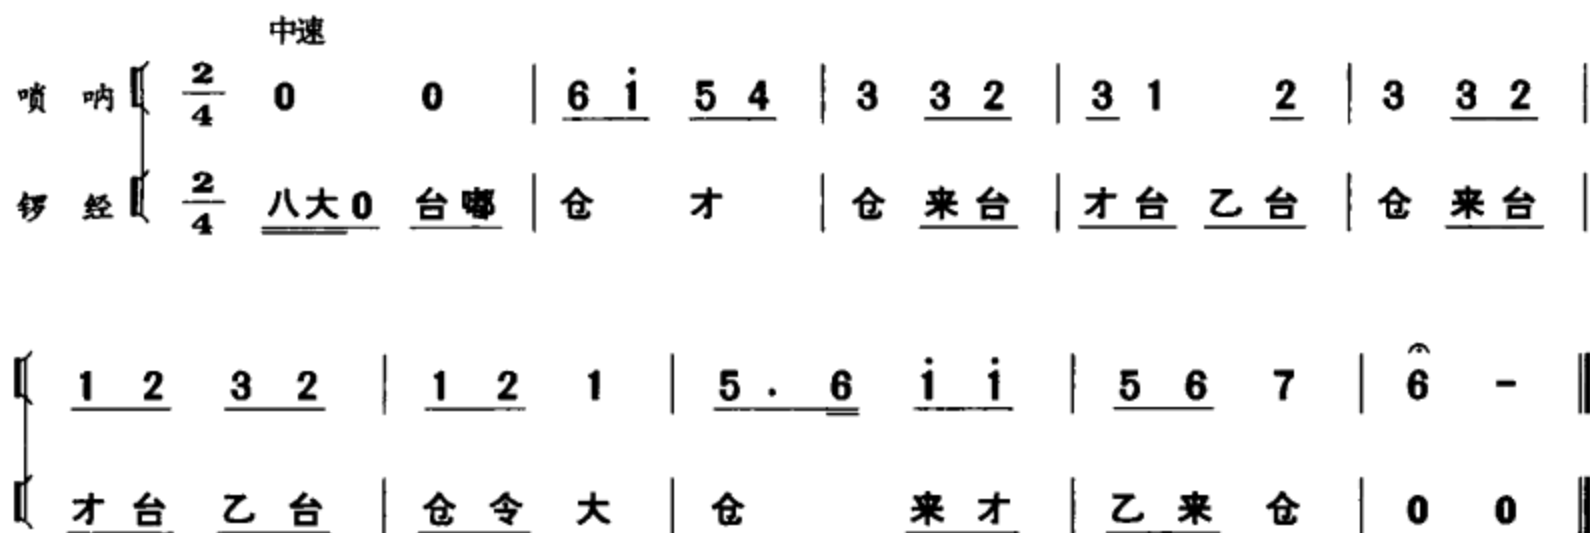 中速
唢 呐 2/4 0 0 | 6 i̇ 5 4 | 3 3 2 | 3 1 2 | 3 3 2 |
锣 经 2/4 八大0 台嘟 | 仓 才 | 仓 来台 | 才台 乙台 | 仓 来台 |
1 2 3 2 | 1 2 1 | 5 · 6 i̇ i̇ | 5 6 7 | 6 - ‖
才台 乙台 | 仓令 大 | 仓 来才 | 乙来 仓 | 0 0 ‖